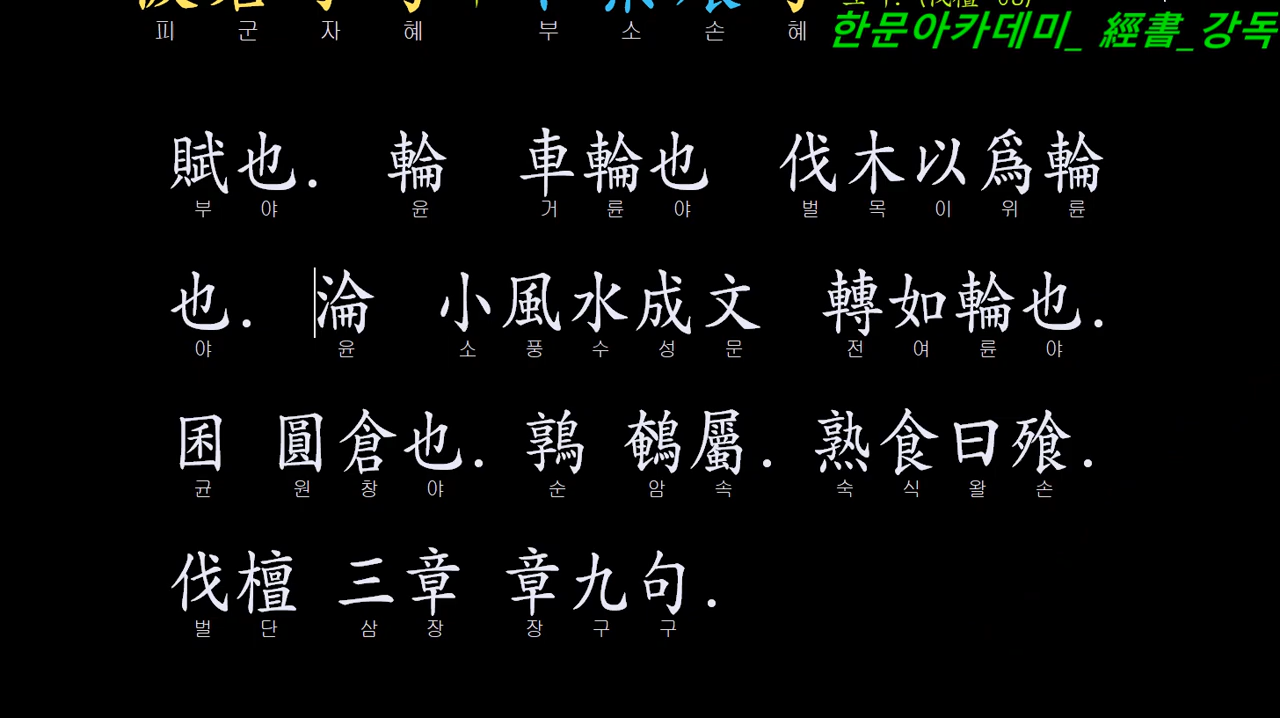 피 군 자 혜 부 소 손 혜
한문아카데미_ 經書_강독
賦也. 輪 車輪也 伐木以爲輪
부 야 윤 거 륜 야 벌 목 이 위 륜
也. 淪 小風水成文 轉如輪也.
야 윤 소 풍 수 성 문 전 여 륜 야
囷 圓倉也. 鶉 鵪屬. 熟食曰飧.
균 원 창 야 순 암 속 숙 식 왈 손
伐檀 三章 章九句.
벌 단 삼 장 장 구 구